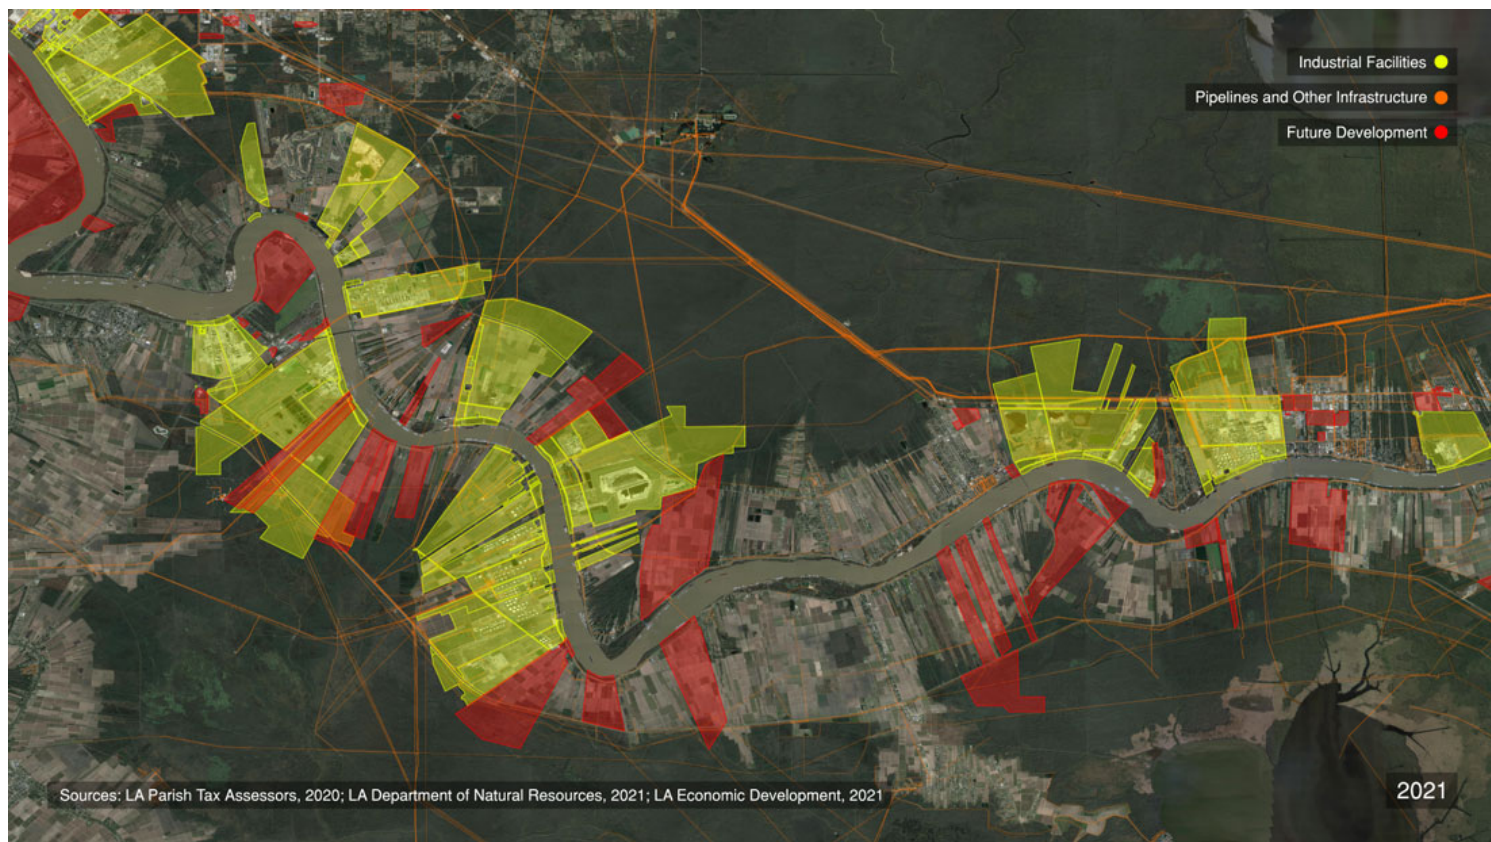 Industrial Facilities
Pipelines and Other Infrastructure
Future Development
Sources: LA Parish Tax Assessors, 2020; LA Department of Natural Resources, 2021; LA Economic Development, 2021
2021